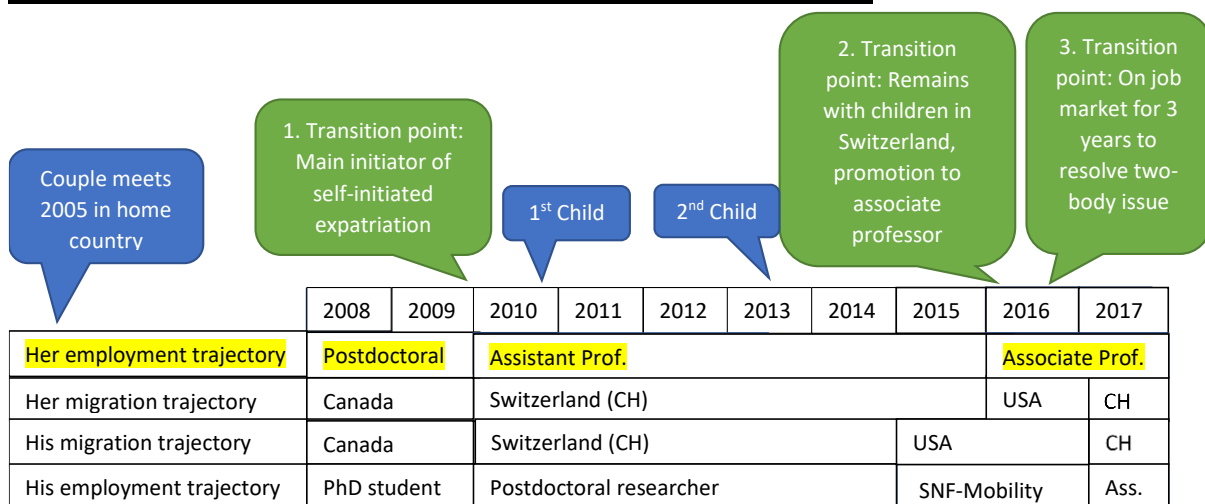 Couple meets
2005 in home
country
1. Transition point:
Main initiator of
self-initiated
expatriation
1st Child
2nd Child
2. Transition
point: Remains
with children in
Switzerland,
promotion to
associate
professor
3. Transition
point: On job
market for 3
years to
resolve two-
body issue
2008 2009 2010 2011 2012 2013 2014 2015 2016 2017
Her employment trajectory Postdoctoral Assistant Prof. Associate Prof.
Her migration trajectory Canada Switzerland (CH) USA CH
His migration trajectory Canada Switzerland (CH) USA CH
His employment trajectory PhD student Postdoctoral researcher SNF-Mobility Ass.